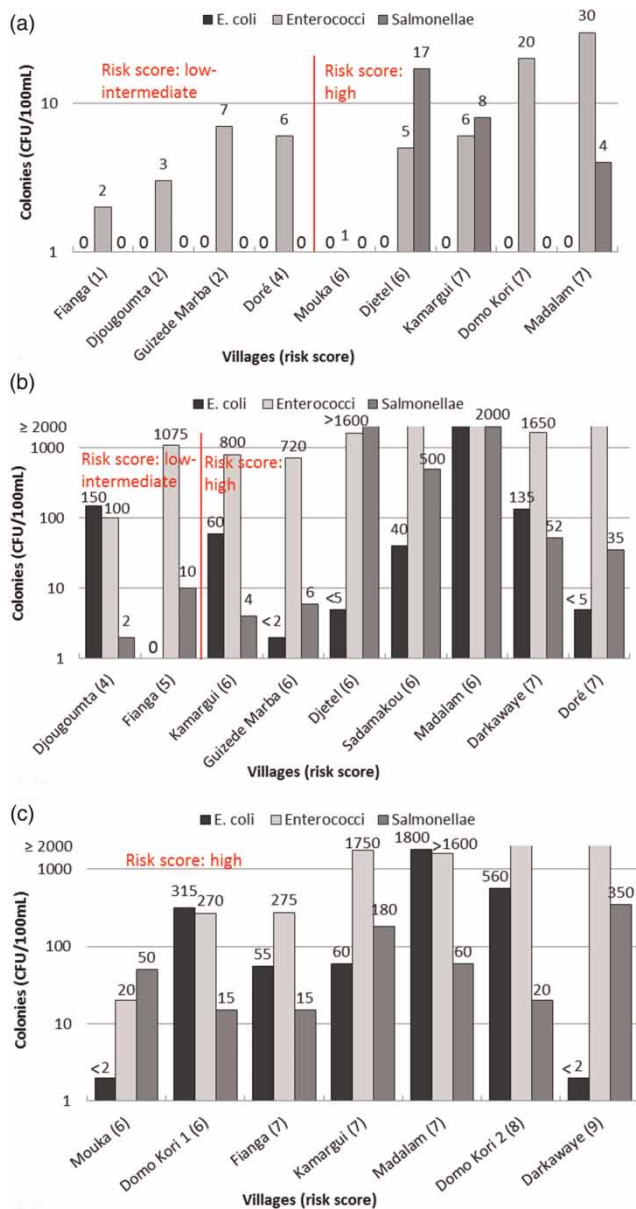 (a)
E. coli Enterococci Salmonellae
Risk score: low-
intermediate
Risk score:
high
Colonies (CFU/100mL)
10
1
0 2 0 0 3 0 0 7 0 0 6 0 0 1 0 0 5 17 0 6 8 0 20 0 0 30 4
Fianga (1)
Djougoumta (2)
Guizede Marba (2)
Doré (4)
Mouka (6)
Djetel (6)
Kamargui (7)
Domo Kori (7)
Madalam (7)
Villages (risk score)
(b)
E. coli Enterococci Salmonellae
Risk score: low-
intermediate
Risk score:
high
Colonies (CFU/100mL)
≥ 2000
1000
100
10
1
150 100 2 0 1075 10 60 800 4 <2 720 6 <5 >1600 40 500 2000 135 1650 52 < 5 35
Djougoumta (4)
Fianga (5)
Kamargui (6)
Guizede Marba (6)
Djetel (6)
Sadamakou (6)
Madalam (6)
Darkawaye (7)
Doré (7)
Villages (risk score)
(c)
E. coli Enterococci Salmonellae
Risk score: high
Colonies (CFU/100mL)
≥ 2000
1000
100
10
1
<2 20 50 315 270 15 55 275 15 60 1750 180 1800 >1600 60 560 20 <2 350
Mouka (6)
Domo Kori 1 (6)
Fianga (7)
Kamargui (7)
Madalam (7)
Domo Kori 2 (8)
Darkawaye (9)
Villages (risk score)